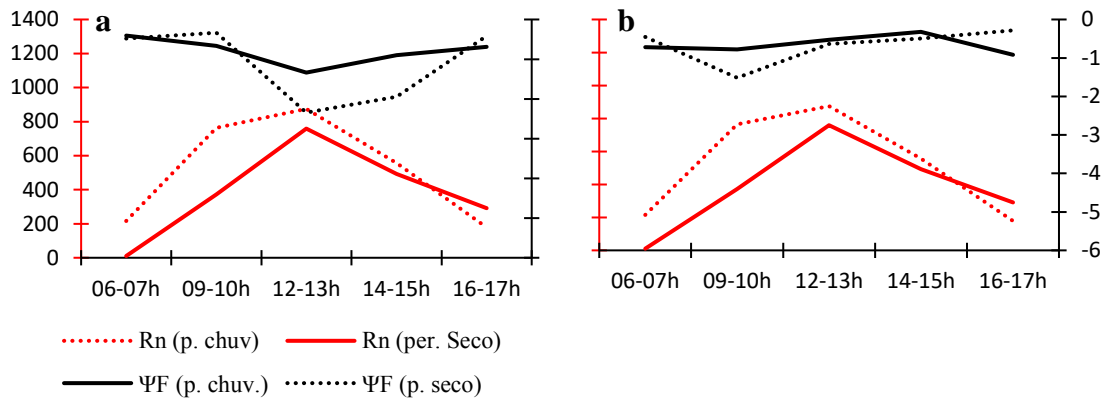 a
1400
1200
1000
800
600
400
200
0
06-07h 09-10h 12-13h 14-15h 16-17h
b
0
-1
-2
-3
-4
-5
-6
06-07h 09-10h 12-13h 14-15h 16-17h
Rn (p. chuv) Rn (per. Seco)
ΨF (p. chuv.) ΨF (p. seco)